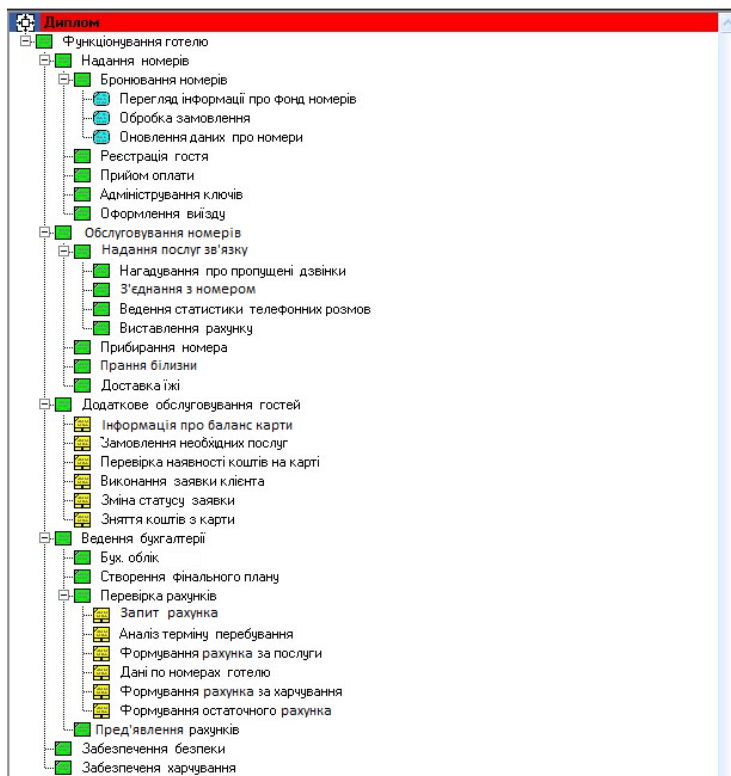 Диплом
Функціонування готелю
Надання номерів
Бронювання номерів
Перегляд інформації про фонд номерів
Обробка замовлення
Оновлення даних про номери
Реєстрація гостя
Прийом оплати
Адміністрування ключів
Оформлення виїзду
Обслуговування номерів
Надання послуг зв'язку
Нагадування про пропущені дзвінки
З'єднання з номером
Ведення статистики телефонних розмов
Виставлення рахунку
Прибирання номера
Прання білизни
Доставка їжі
Додаткове обслуговування гостей
Інформація про баланс карти
Замовлення необхідних послуг
Перевірка наявності коштів на карті
Виконання заявки клієнта
Зміна статусу заявки
Зняття коштів з карти
Ведення бухгалтерії
Бух. облік
Створення фінального плану
Перевірка рахунків
Запит рахунка
Аналіз терміну перебування
Формування рахунка за послуги
Дані по номерах готелю
Формування рахунка за харчування
Формування остаточного рахунка
Пред'явлення рахунків
Забезпечення безпеки
Забезпеченя харчування